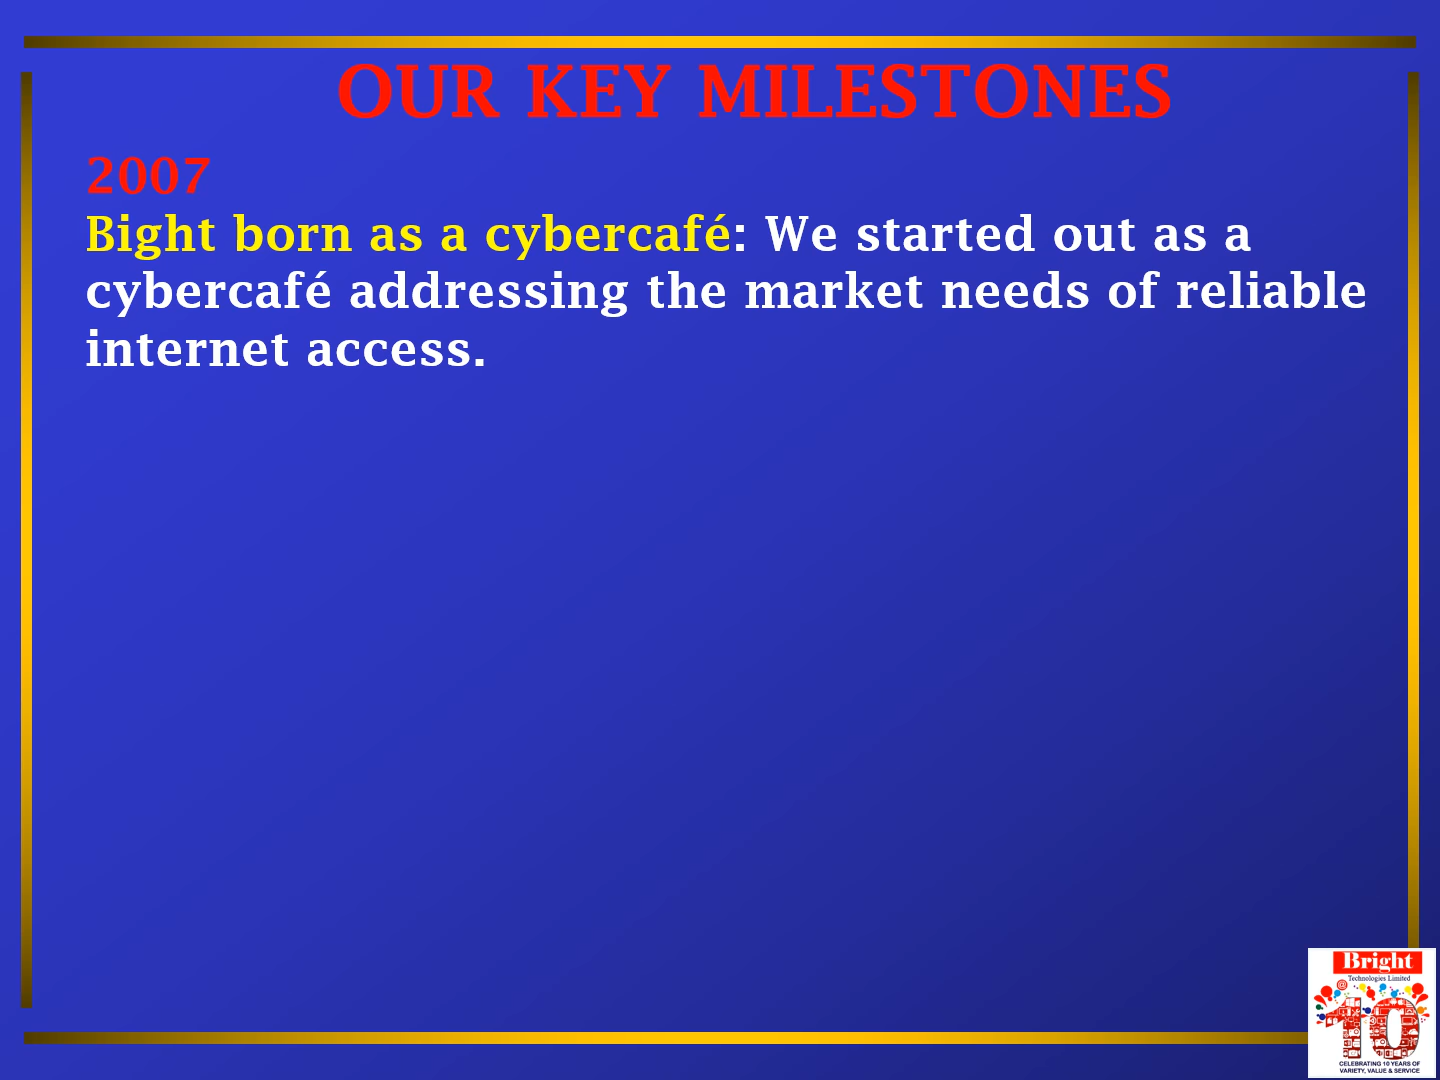 OUR KEY MILESTONES
2007
Bight born as a cybercafé: We started out as a
cybercafé addressing the market needs of reliable
internet access.
Bright
Technologies Limited
10
CELEBRATING 10 YEARS OF
VARIETY, VALUE & SERVICE